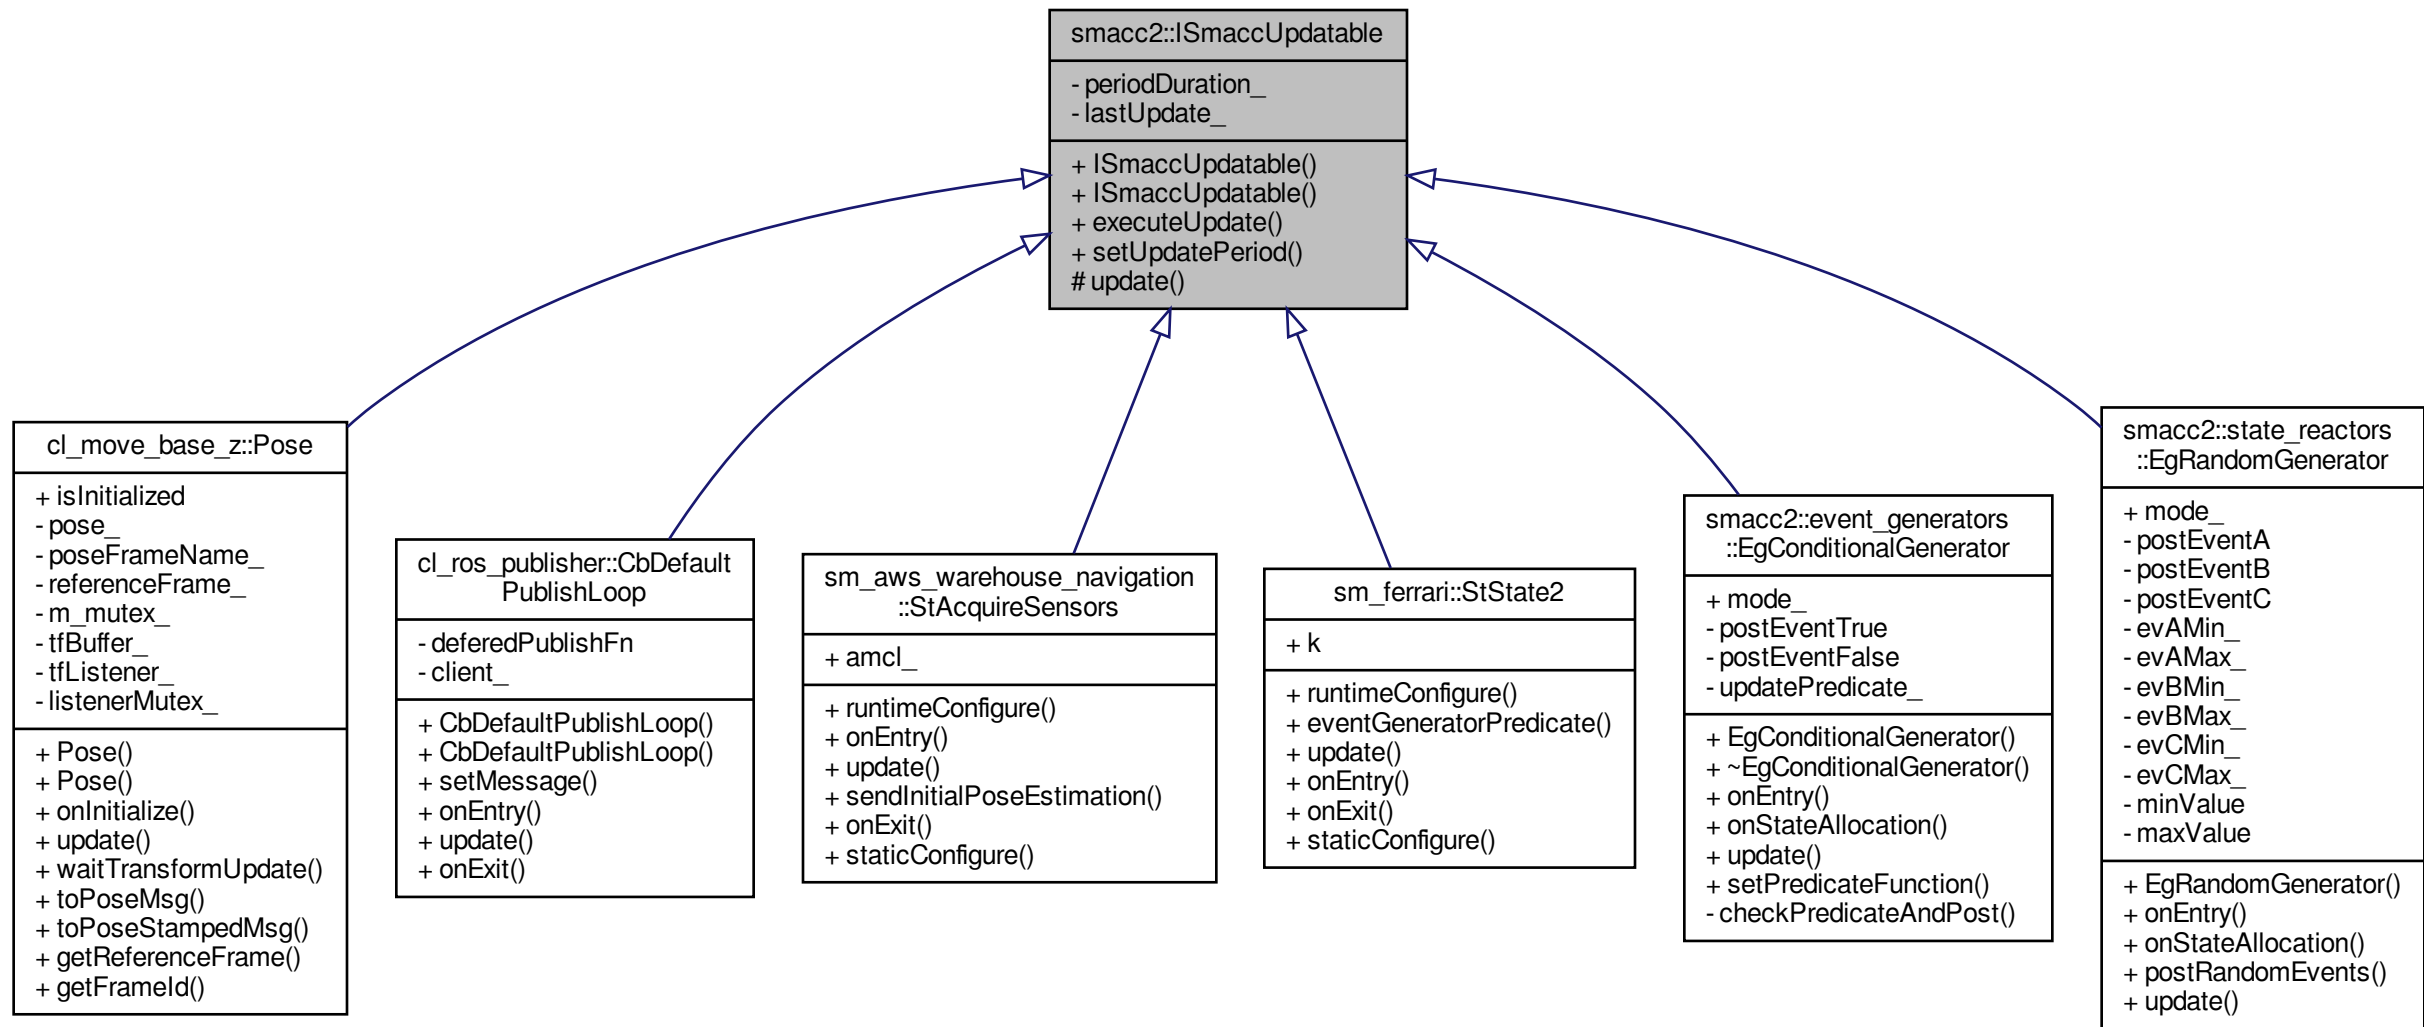 smacc2::ISmaccUpdatable
- periodDuration_
- lastUpdate_
+ ISmaccUpdatable()
+ ISmaccUpdatable()
+ executeUpdate()
+ setUpdatePeriod()
# update()
cl_move_base_z::Pose
+ isInitialized
- pose_
- poseFrameName_
- referenceFrame_
- m_mutex_
- tfBuffer_
- tfListener_
- listenerMutex_
+ Pose()
+ Pose()
+ onInitialize()
+ update()
+ waitTransformUpdate()
+ toPoseMsg()
+ toPoseStampedMsg()
+ getReferenceFrame()
+ getFrameId()
cl_ros_publisher::CbDefault
PublishLoop
- deferedPublishFn
- client_
+ CbDefaultPublishLoop()
+ CbDefaultPublishLoop()
+ setMessage()
+ onEntry()
+ update()
+ onExit()
sm_aws_warehouse_navigation
::StAcquireSensors
+ amcl_
+ runtimeConfigure()
+ onEntry()
+ update()
+ sendInitialPoseEstimation()
+ onExit()
+ staticConfigure()
sm_ferrari::StState2
+ k
+ runtimeConfigure()
+ eventGeneratorPredicate()
+ update()
+ onEntry()
+ onExit()
+ staticConfigure()
smacc2::event_generators
::EgConditionalGenerator
+ mode_
- postEventTrue
- postEventFalse
- updatePredicate_
+ EgConditionalGenerator()
+ ~EgConditionalGenerator()
+ onEntry()
+ onStateAllocation()
+ update()
+ setPredicateFunction()
- checkPredicateAndPost()
smacc2::state_reactors
::EgRandomGenerator
+ mode_
- postEventA
- postEventB
- postEventC
- evAMin_
- evAMax_
- evBMin_
- evBMax_
- evCMin_
- evCMax_
- minValue
- maxValue
+ EgRandomGenerator()
+ onEntry()
+ onStateAllocation()
+ postRandomEvents()
+ update()